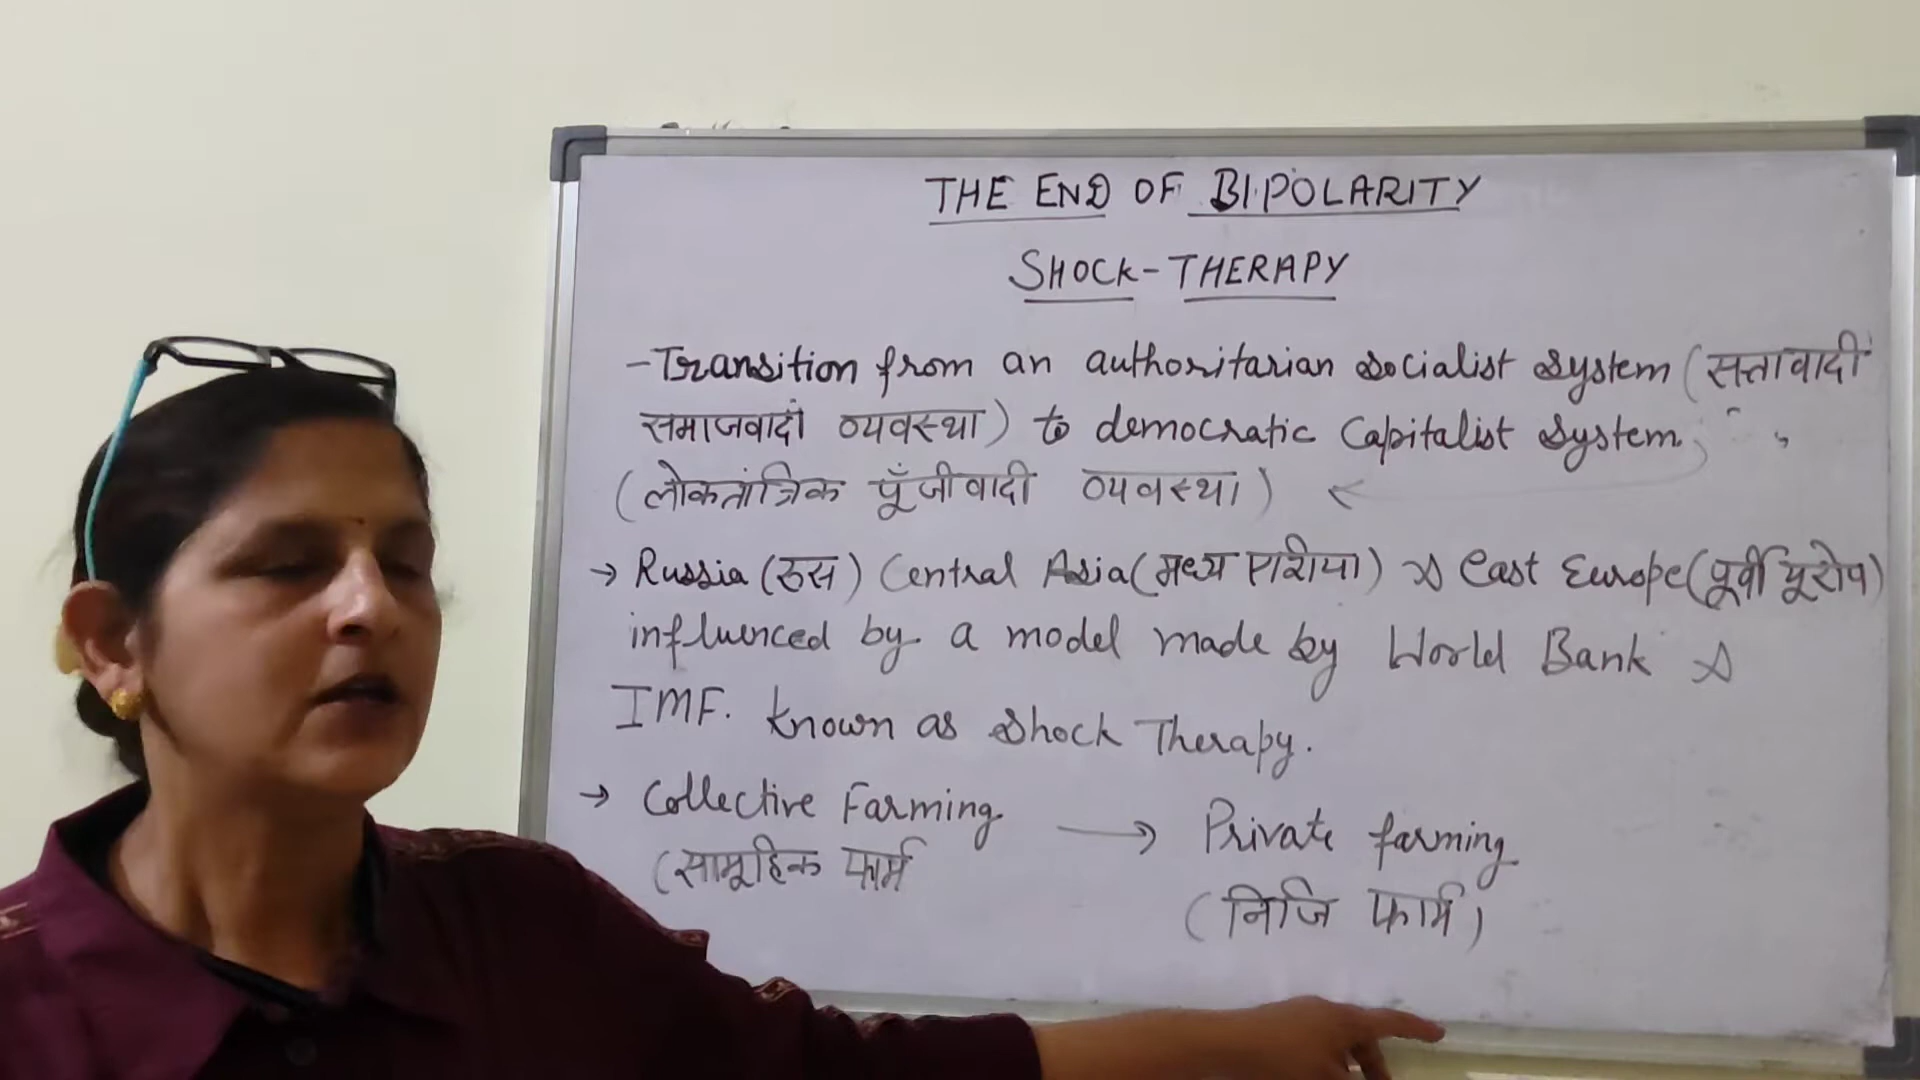 THE END OF BIPOLARITY
SHOCK-THERAPY
-Transition from an authoritarian socialist system (सत्तावादी
समाजवादी व्यवस्था) to democratic Capitalist system
(लोकतांत्रिक पूँजीवादी व्यवस्था)
→ Russia (रूस) Central Asia (मध्य एशिया) & East Europe (पूर्वी यूरोप)
influenced by a model made by World Bank &
IMF. known as Shock Therapy.
→ Collective Farming → Private farming
(सामूहिक फार्म (निजि फार्म)